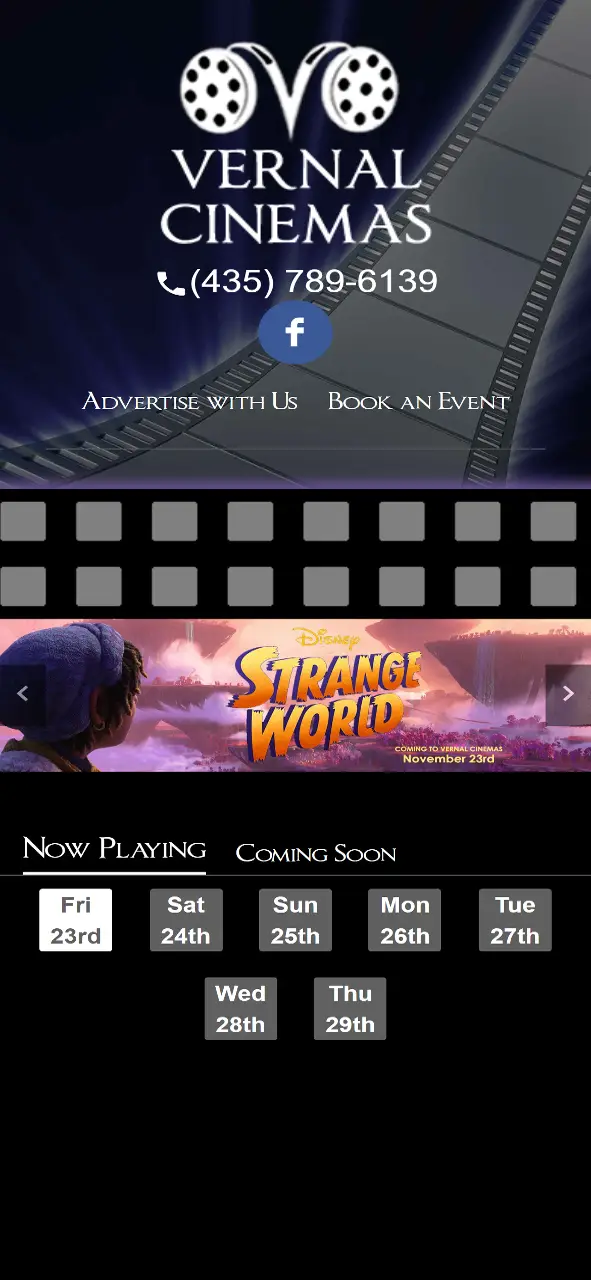 VERNAL
CINEMAS
(435) 789-6139
f
Advertise with Us Book an Event
Disney
STRANGE
WORLD
COMING TO VERNAL CINEMAS
November 23rd
Now Playing Coming Soon
Fri Sat Sun Mon Tue
23rd 24th 25th 26th 27th
Wed Thu
28th 29th